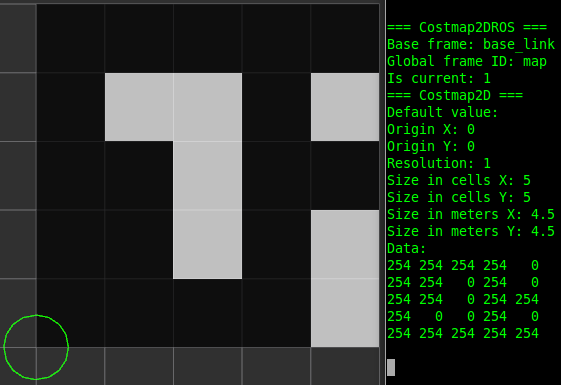 === Costmap2DROS ===
Base frame: base_link
Global frame ID: map
Is current: 1
=== Costmap2D ===
Default value:
Origin X: 0
Origin Y: 0
Resolution: 1
Size in cells X: 5
Size in cells Y: 5
Size in meters X: 4.5
Size in meters Y: 4.5
Data:
254 254 254 254   0
254 254   0 254   0
254 254   0 254 254
254   0   0 254   0
254 254 254 254 254